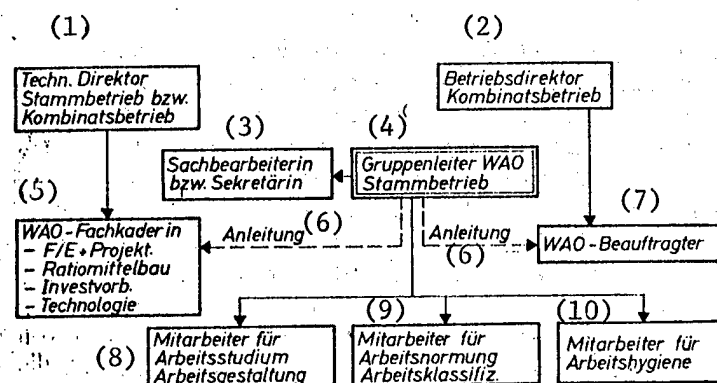 (1)
(2)
Techn. Direktor
Stammbetrieb bzw.
Kombinatsbetrieb
Betriebsdirektor
Kombinatsbetrieb
(3)
(4)
Sachbearbeiterin
bzw. Sekretärin
Gruppenleiter WAO
Stammbetrieb
(5)
(6)
(7)
WAO-Fachkader in
- F/E + Projekt.
- Ratiomittelbau
- Investvorb.
- Technologie
Anleitung
Anleitung
(6)
WAO-Beauftragter
(8)
(9)
(10)
Mitarbeiter für
Arbeitsstudium
Arbeitsgestaltung
Mitarbeiter für
Arbeitsnormung
Arbeitsklassifiz.
Mitarbeiter für
Arbeitshygiene